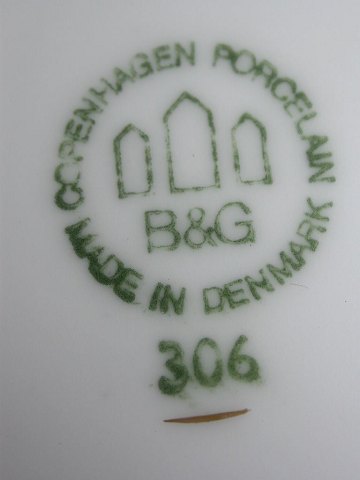 COPENHAGEN PORCELAIN
B&G
MADE IN DENMARK
306